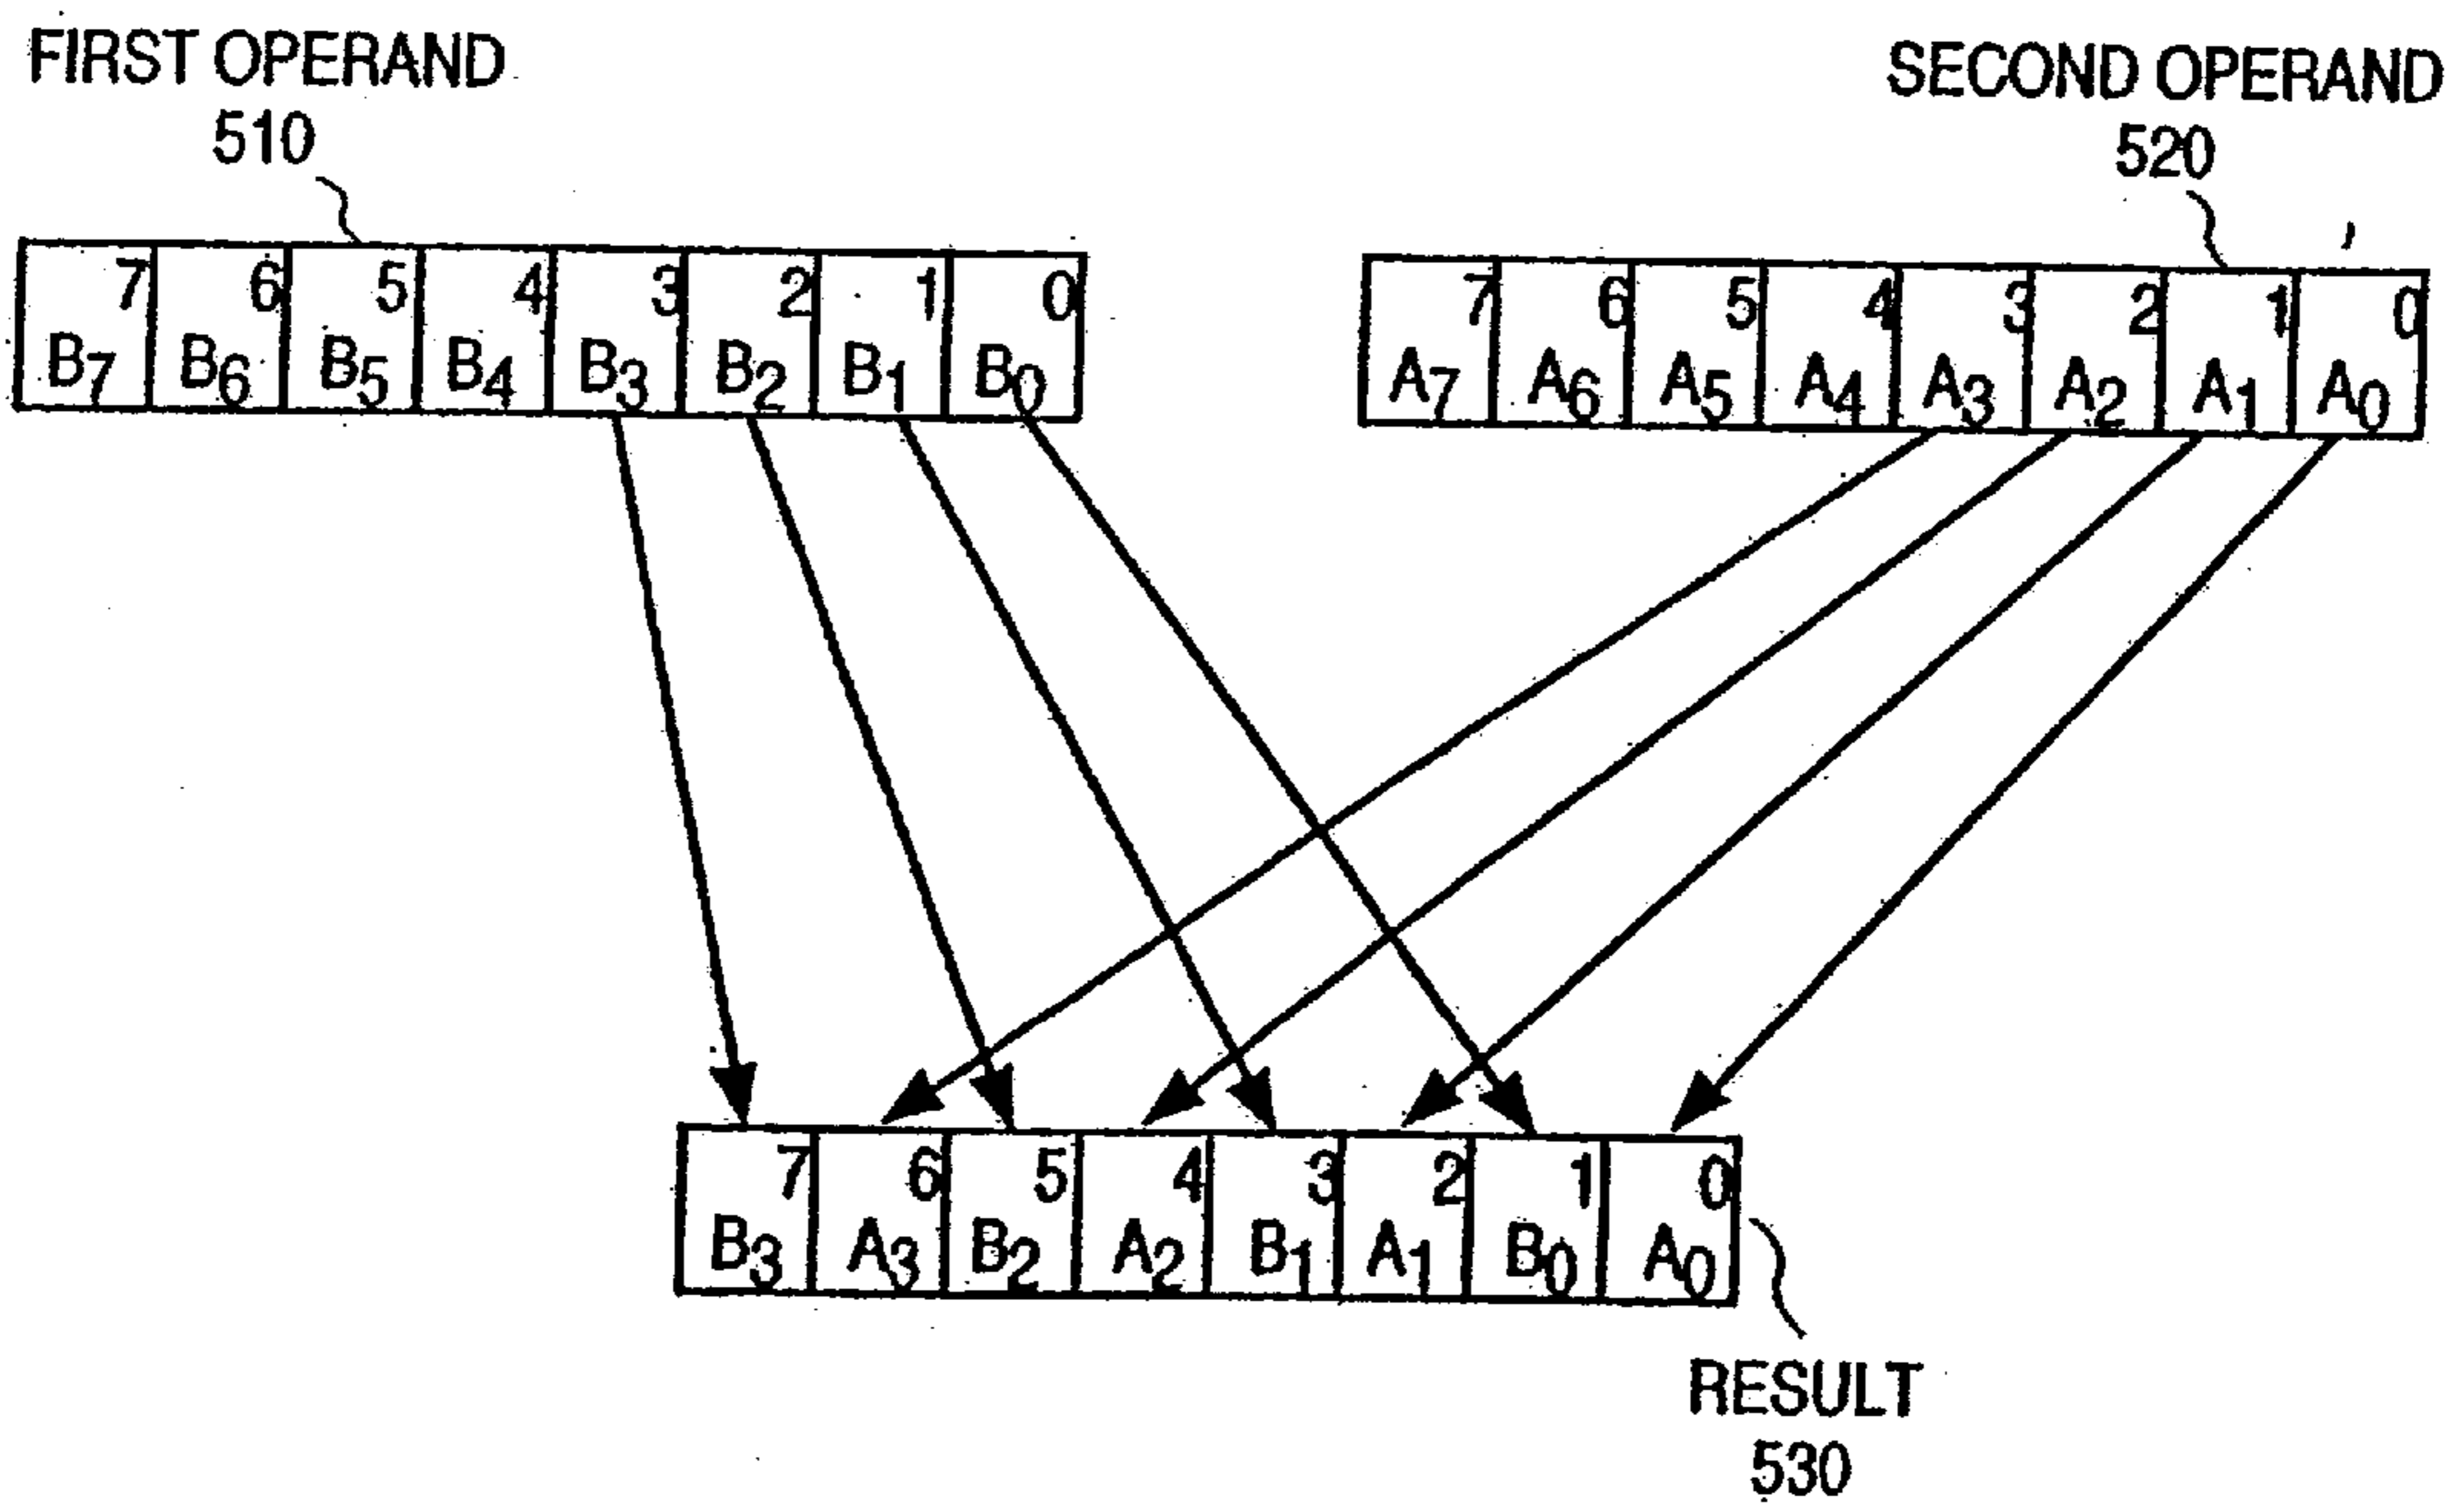 FIRST OPERAND
510
SECOND OPERAND
520
7 6 5 4 3 2 1 0
B7 B6 B5 B4 B3 B2 B1 B0
7 6 5 4 3 2 1 0
A7 A6 A5 A4 A3 A2 A1 A0
7 6 5 4 3 2 1 0
B3 A3 B2 A2 B1 A1 B0 A0
RESULT
530